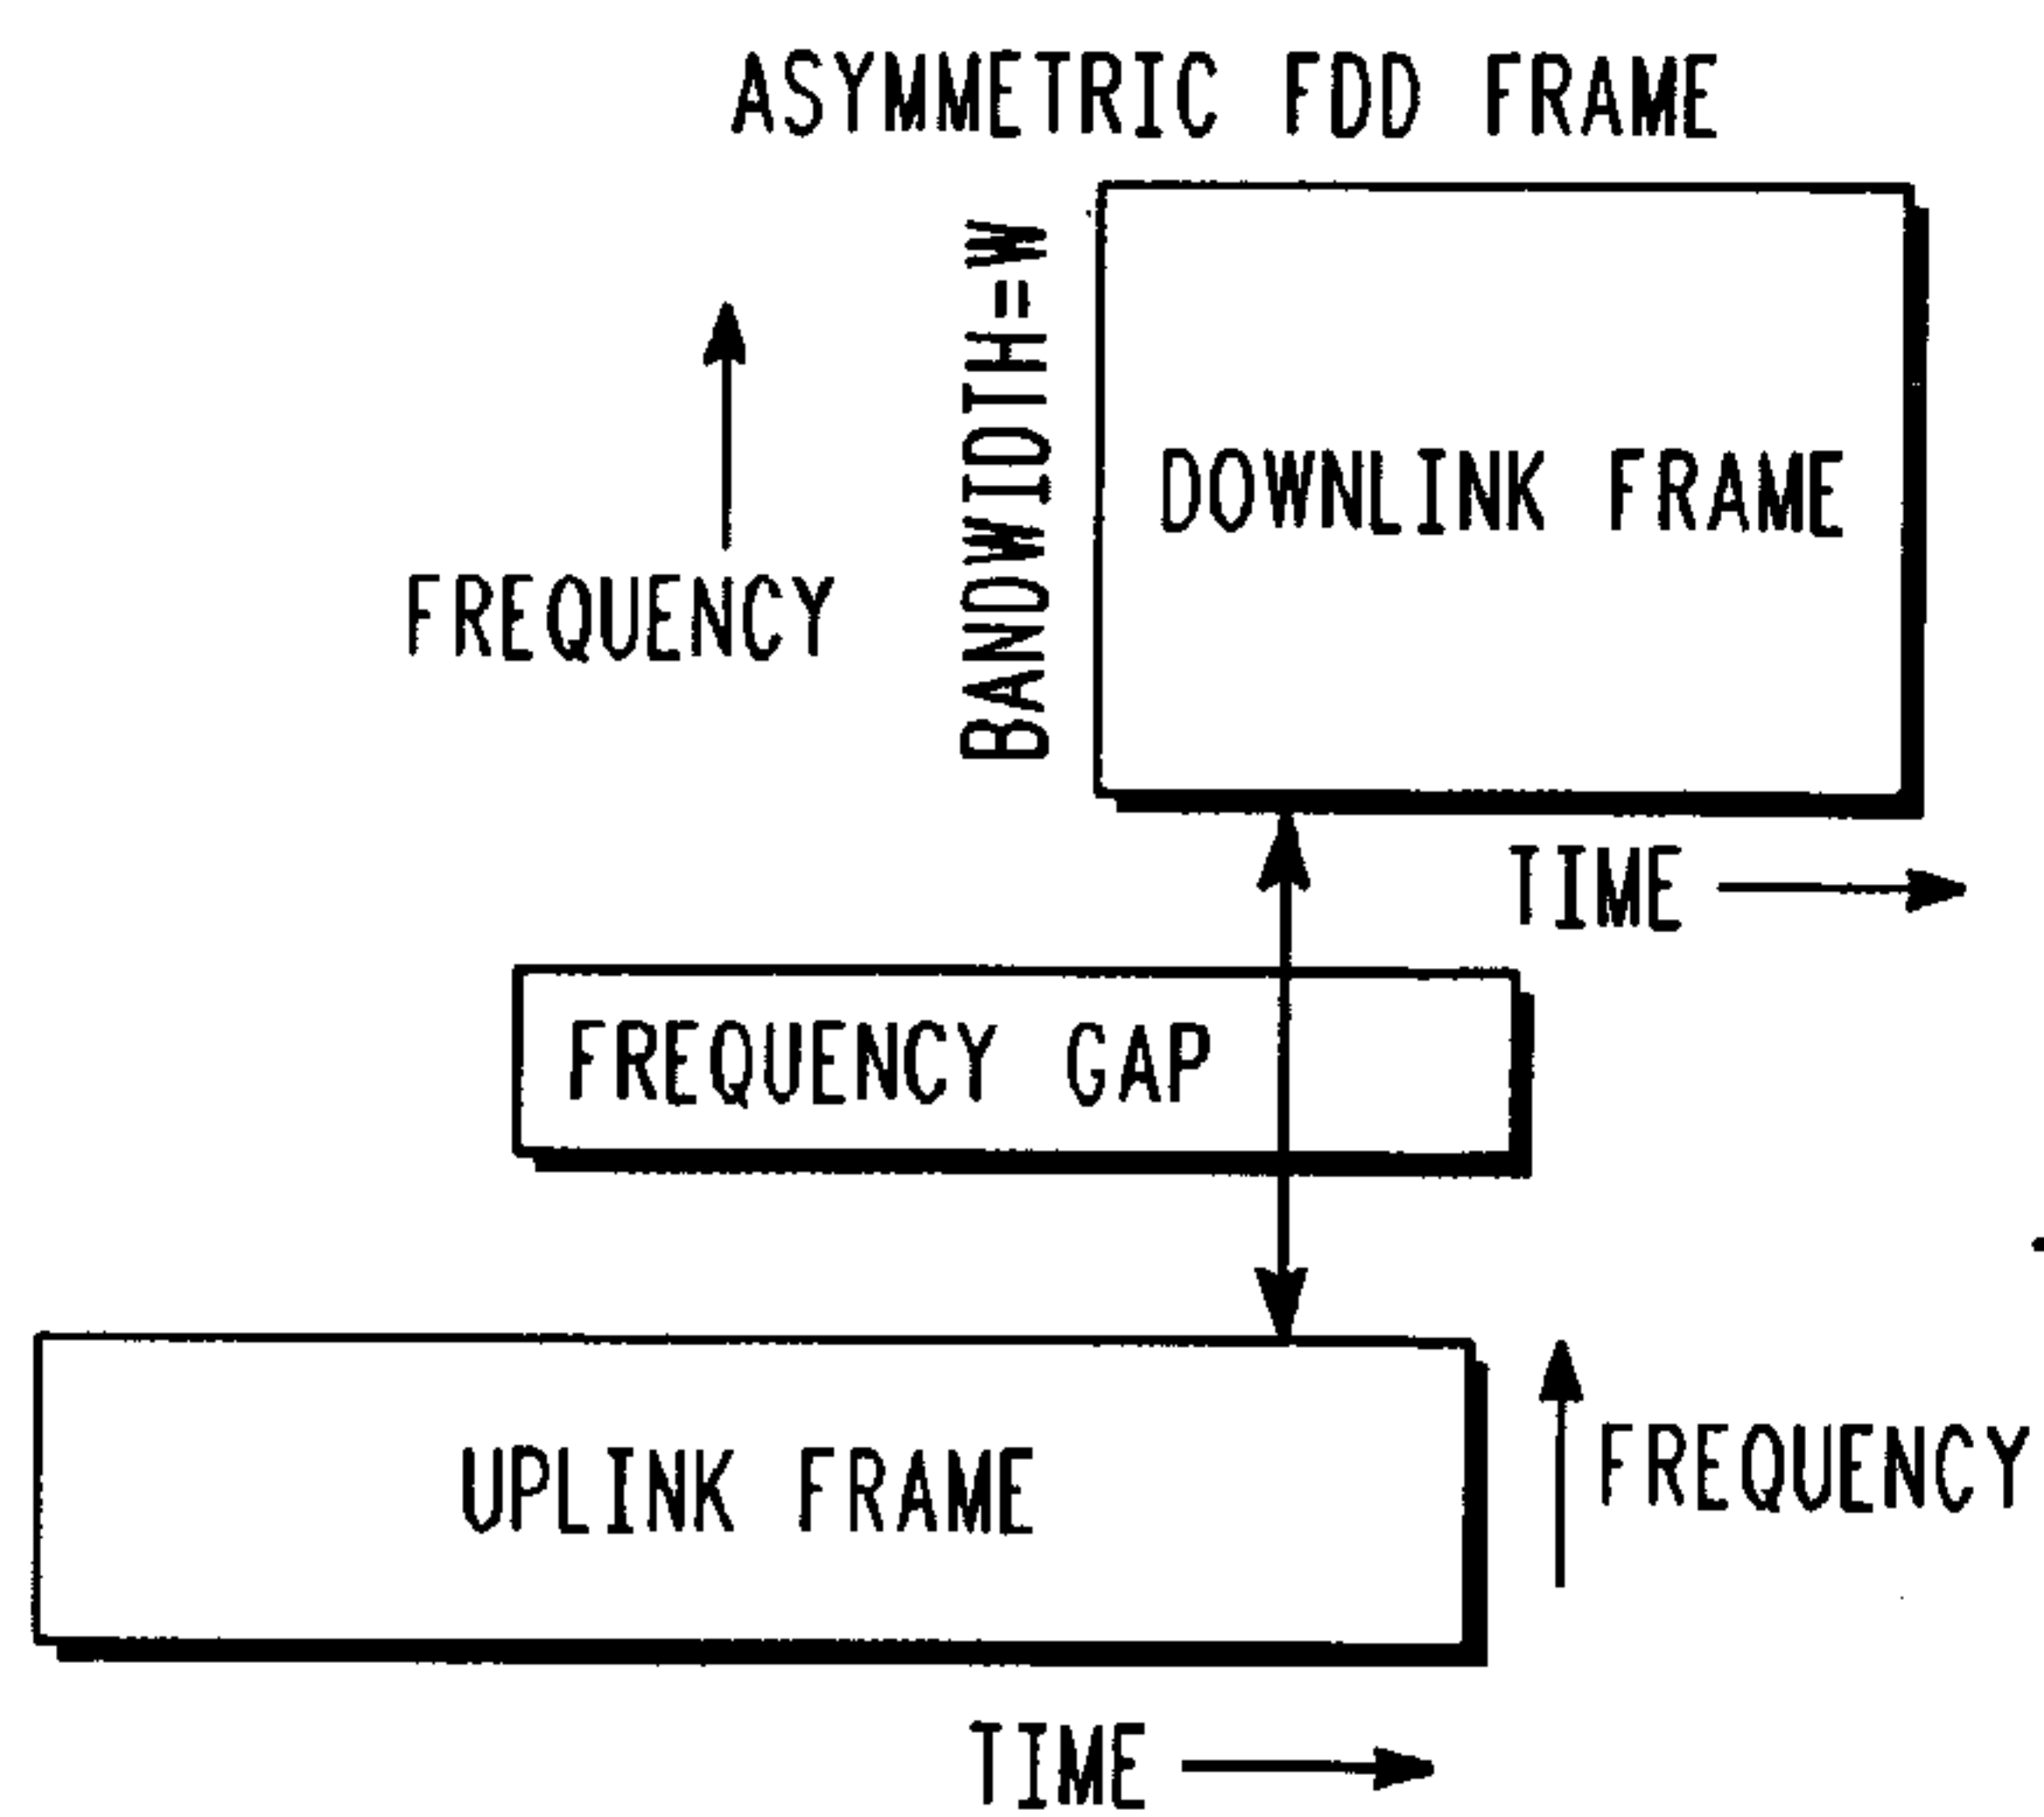 ASYMMETRIC FDD FRAME
BANDWIDTH=W
DOWNLINK FRAME
FREQUENCY
TIME
FREQUENCY GAP
UPLINK FRAME
FREQUENCY
TIME